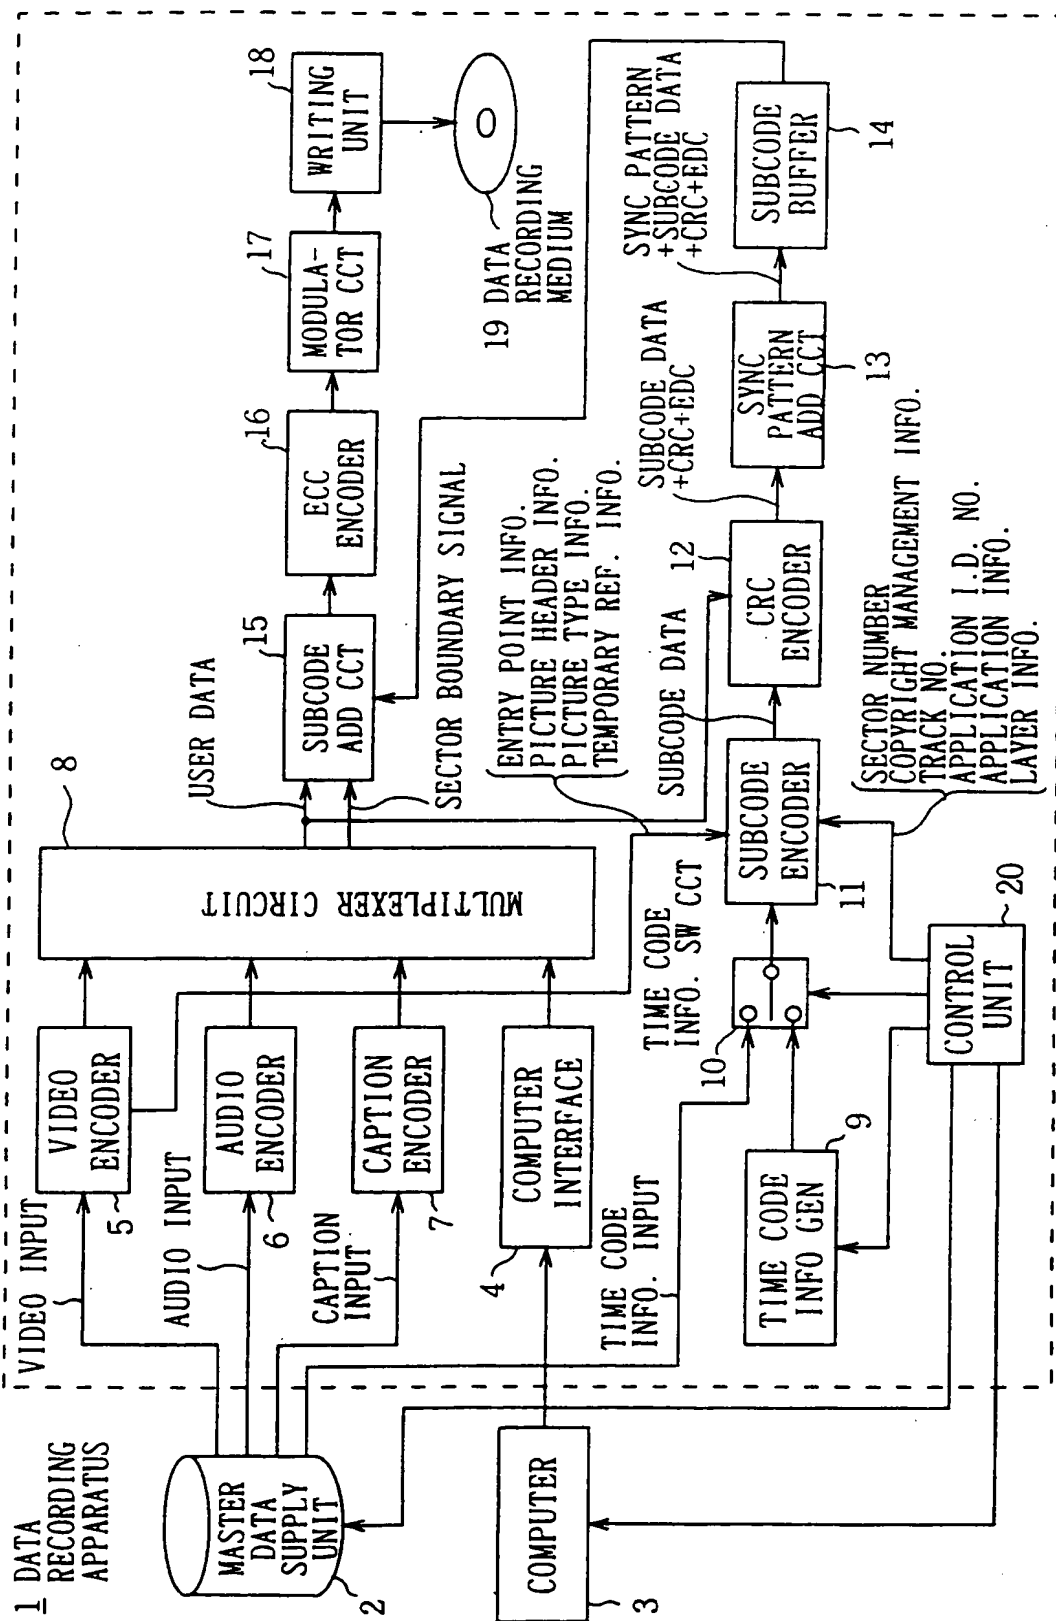 1 DATA
RECORDING
APPARATUS
MASTER
DATA
SUPPLY
UNIT
2
COMPUTER
3
VIDEO INPUT
AUDIO INPUT
CAPTION
INPUT
TIME CODE
INFO. INPUT
VIDEO
ENCODER
5
AUDIO
ENCODER
6
CAPTION
ENCODER
7
COMPUTER
INTERFACE
4
TIME CODE
INFO GEN
9
10
TIME CODE
INFO. SW CCT
CONTROL
UNIT
20
MULTIPLEXER CIRCUIT
8
USER DATA
SECTOR BOUNDARY SIGNAL
ENTRY POINT INFO.
PICTURE HEADER INFO.
PICTURE TYPE INFO.
TEMPORARY REF. INFO.
SUBCODE
ENCODER
11
SECTOR NUMBER
COPYRIGHT MANAGEMENT INFO.
TRACK NO.
APPLICATION I.D. NO.
APPLICATION INFO.
LAYER INFO.
SUBCODE DATA
CRC
ENCODER
12
SUBCODE DATA
+CRC+EDC
SYNC
PATTERN
ADD CCT
13
SYNC PATTERN
+SUBCODE DATA
+CRC+EDC
SUBCODE
BUFFER
14
SUBCODE
ADD CCT
15
ECC
ENCODER
16
MODULA-
TOR CCT
17
WRITING
UNIT
18
19 DATA
RECORDING
MEDIUM